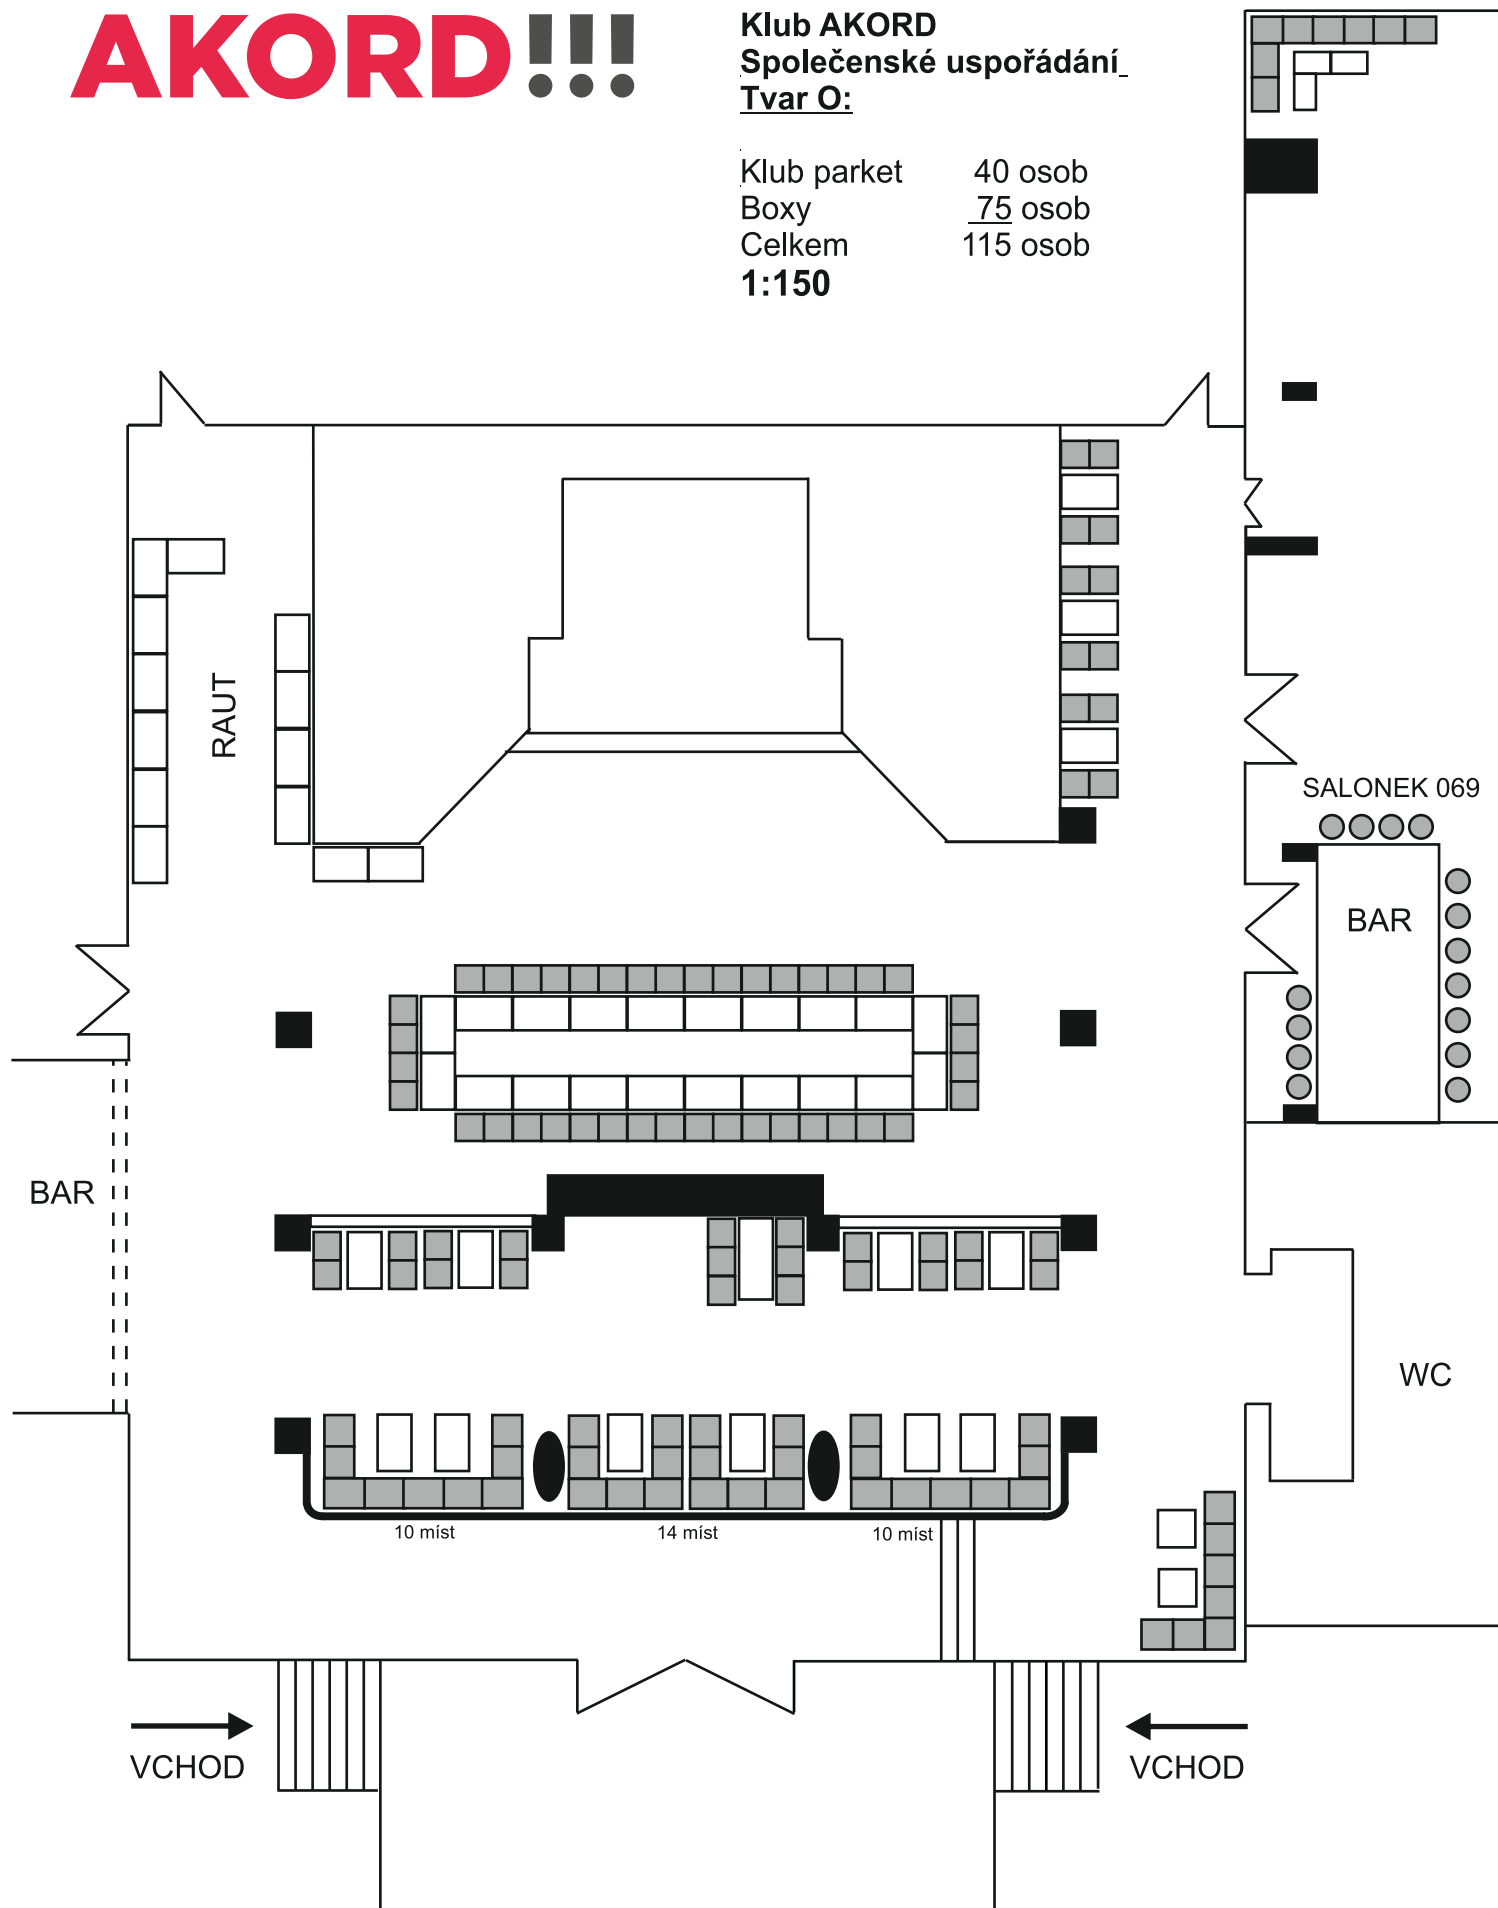 AKORD!!!
Klub AKORD
Společenské uspořádání
Tvar O:
Klub parket 40 osob
Boxy 75 osob
Celkem 115 osob
1:150
RAUT
SALONEK 069
BAR
BAR
WC
10 míst
14 míst
10 míst
VCHOD
VCHOD